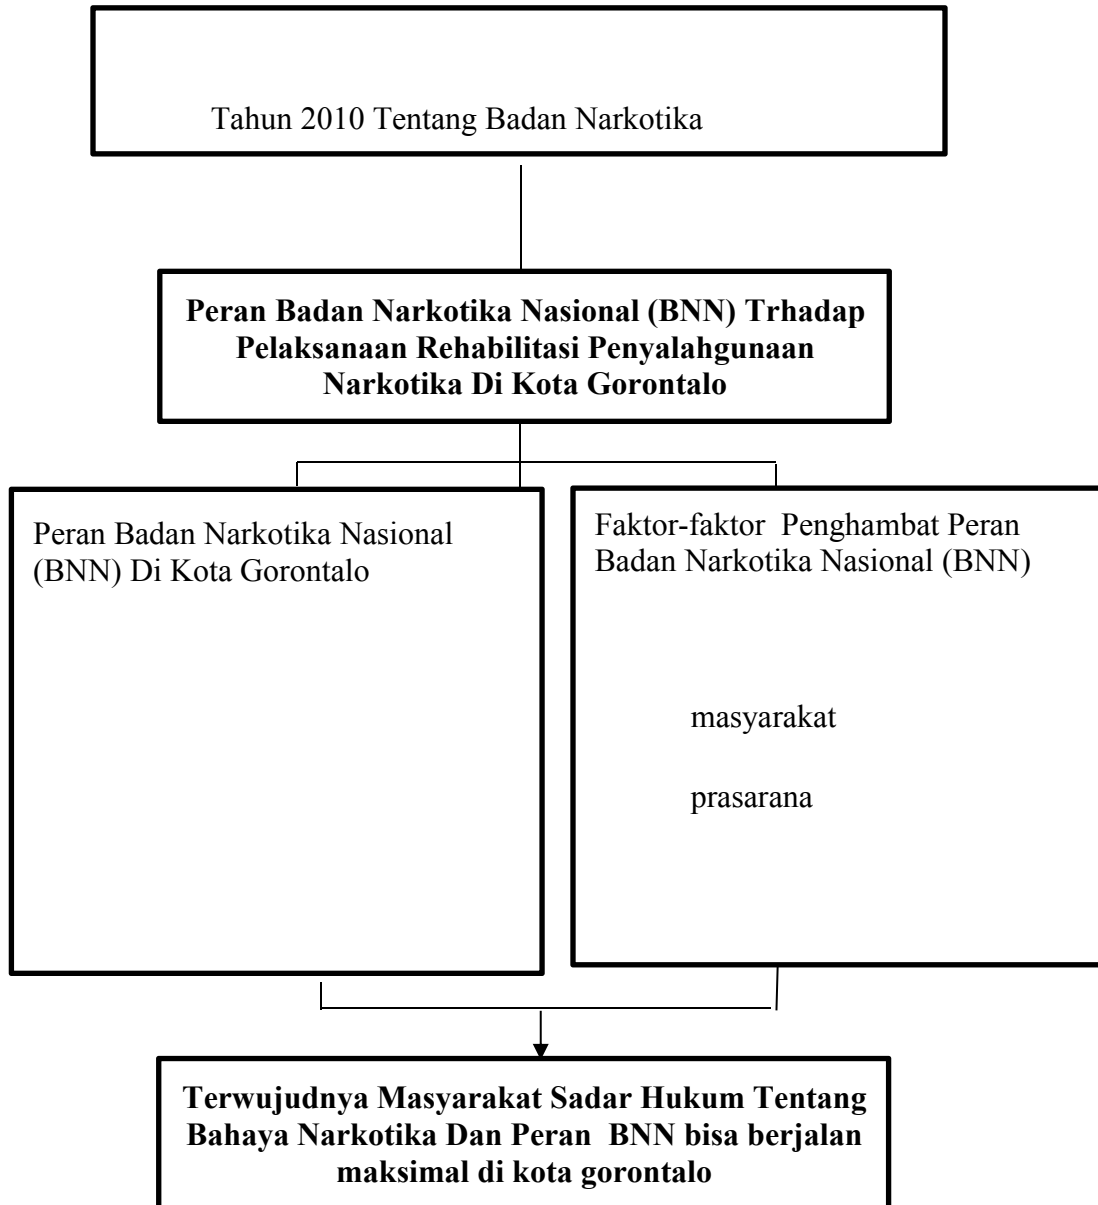 Tahun 2010 Tentang Badan Narkotika
Peran Badan Narkotika Nasional (BNN) Trhadap
Pelaksanaan Rehabilitasi Penyalahgunaan
Narkotika Di Kota Gorontalo
Peran Badan Narkotika Nasional
(BNN) Di Kota Gorontalo
Faktor-faktor  Penghambat Peran
Badan Narkotika Nasional (BNN)
masyarakat
prasarana
Terwujudnya Masyarakat Sadar Hukum Tentang
Bahaya Narkotika Dan Peran  BNN bisa berjalan
maksimal di kota gorontalo